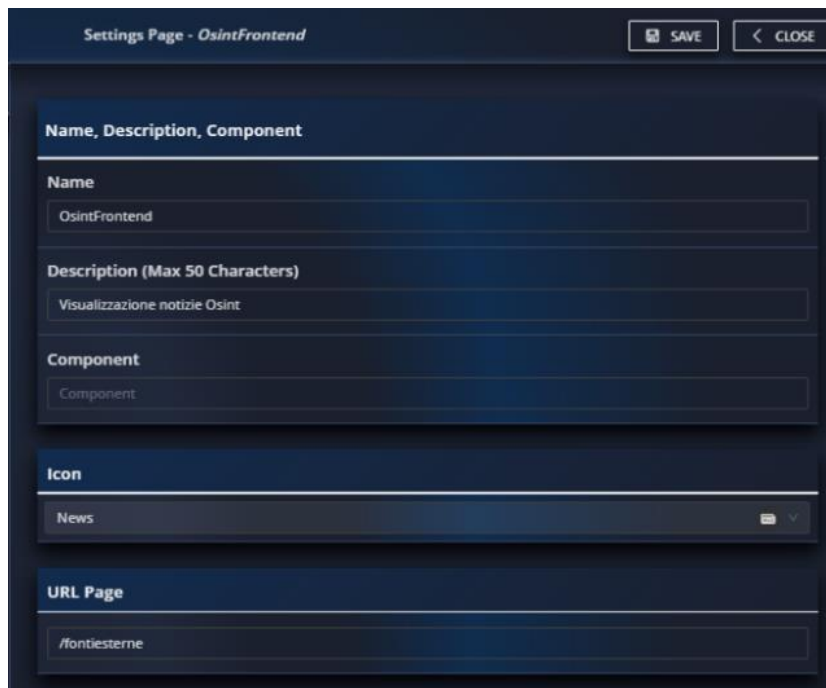 Settings Page - OsintFrontend
SAVE
CLOSE
Name, Description, Component
Name
OsintFrontend
Description (Max 50 Characters)
Visualizzazione notizie Osint
Component
Component
Icon
News
URL Page
/fontiesterne